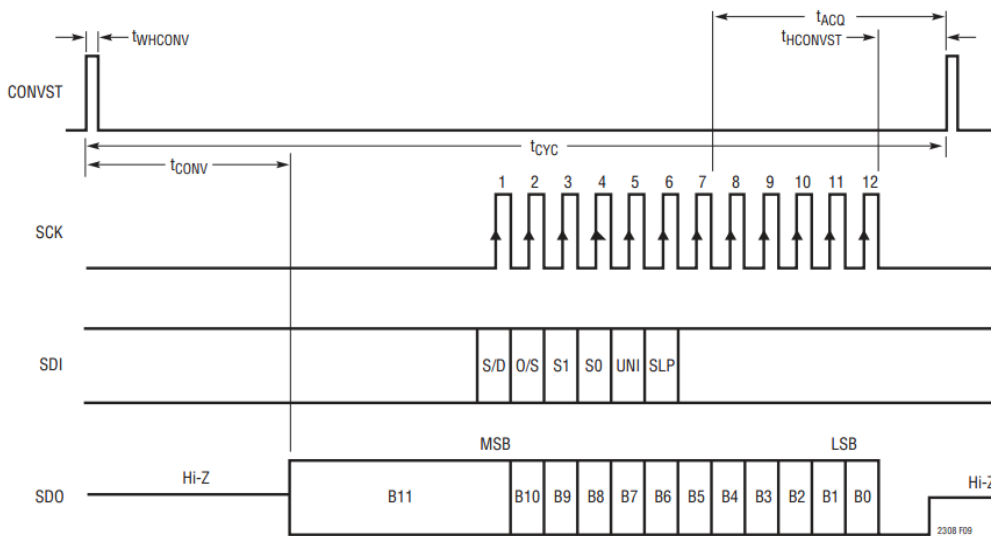 tACQ
tWHCONV
tHCONVST
CONVST
tCYC
tCONV
1 2 3 4 5 6 7 8 9 10 11 12
SCK
SDI
S/D O/S S1 S0 UNI SLP
MSB LSB
Hi-Z Hi-Z
SDO
B11 B10 B9 B8 B7 B6 B5 B4 B3 B2 B1 B0
2308 F09